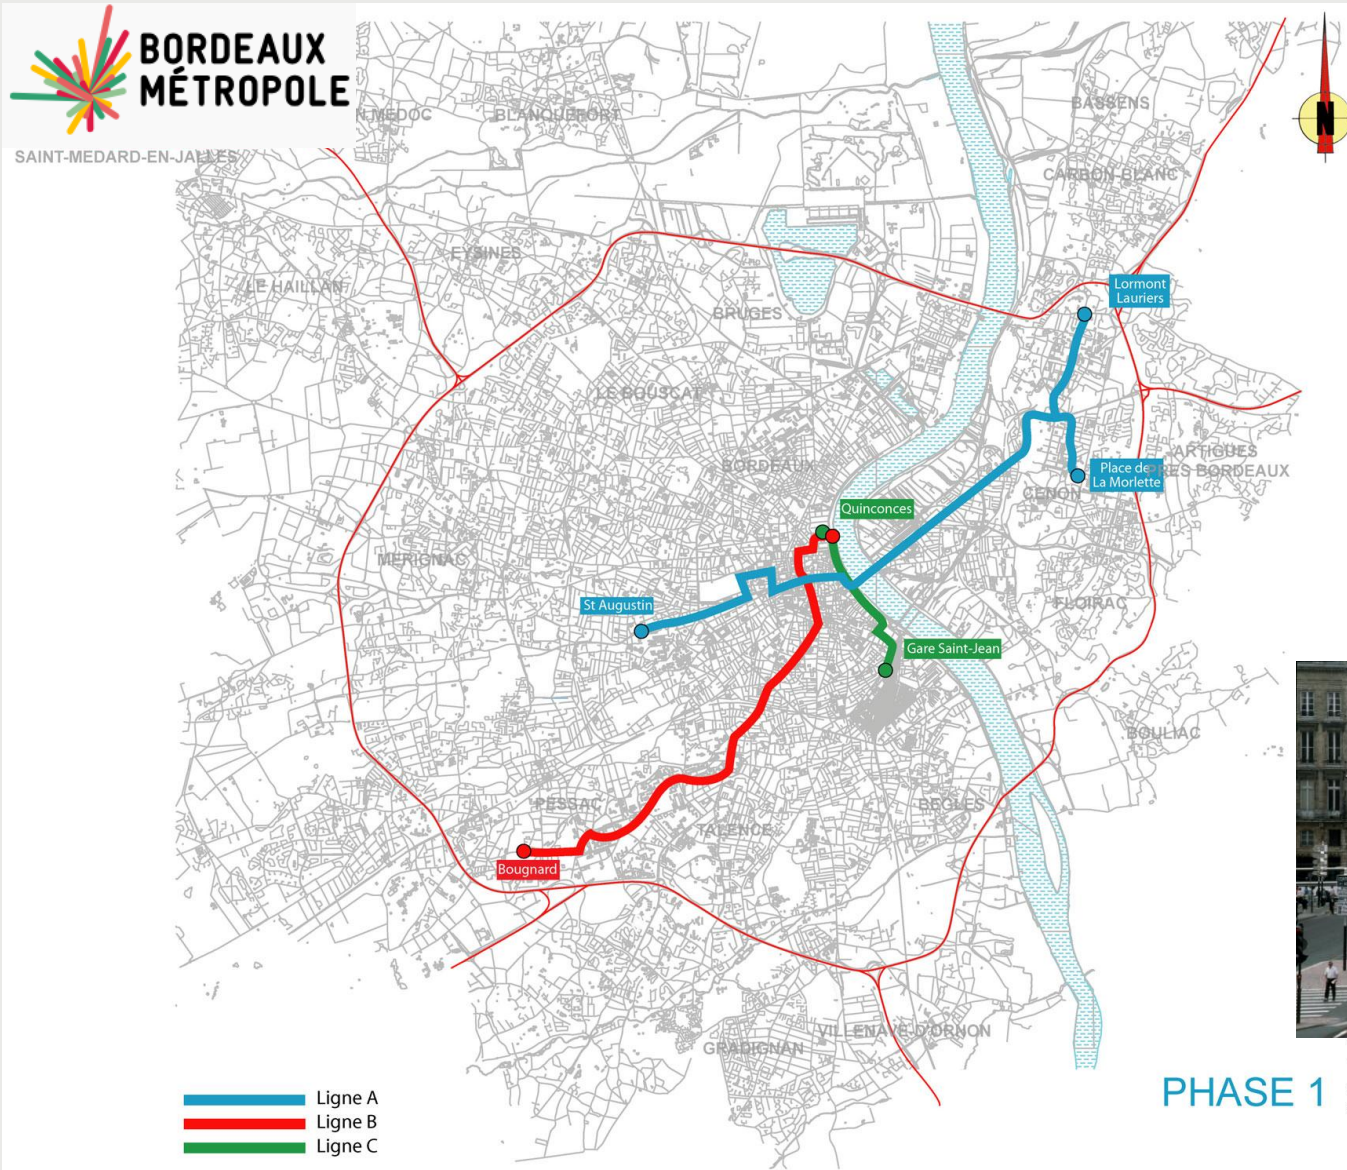 BORDEAUX
MÉTROPOLE
N MEDOC
BLANQUEFORT
BASSENS
SAINT-MEDARD-EN-JALLES
CARBON-BLANC
N
EYSINES
LE HAILLAN
Lormont
Lauriers
BRUGES
LE BOUSCAT
ARTIGUES
PRES BORDEAUX
BORDEAUX
Place de
La Morlette
CENON
Quinconces
MERIGNAC
St Augustin
FLOIRAC
Gare Saint-Jean
BOULIAC
PESSAC
BEGLES
TALENCE
Bougnard
VILLENAVE-D'ORNON
GRADIGNAN
PHASE 1
Ligne A
Ligne B
Ligne C